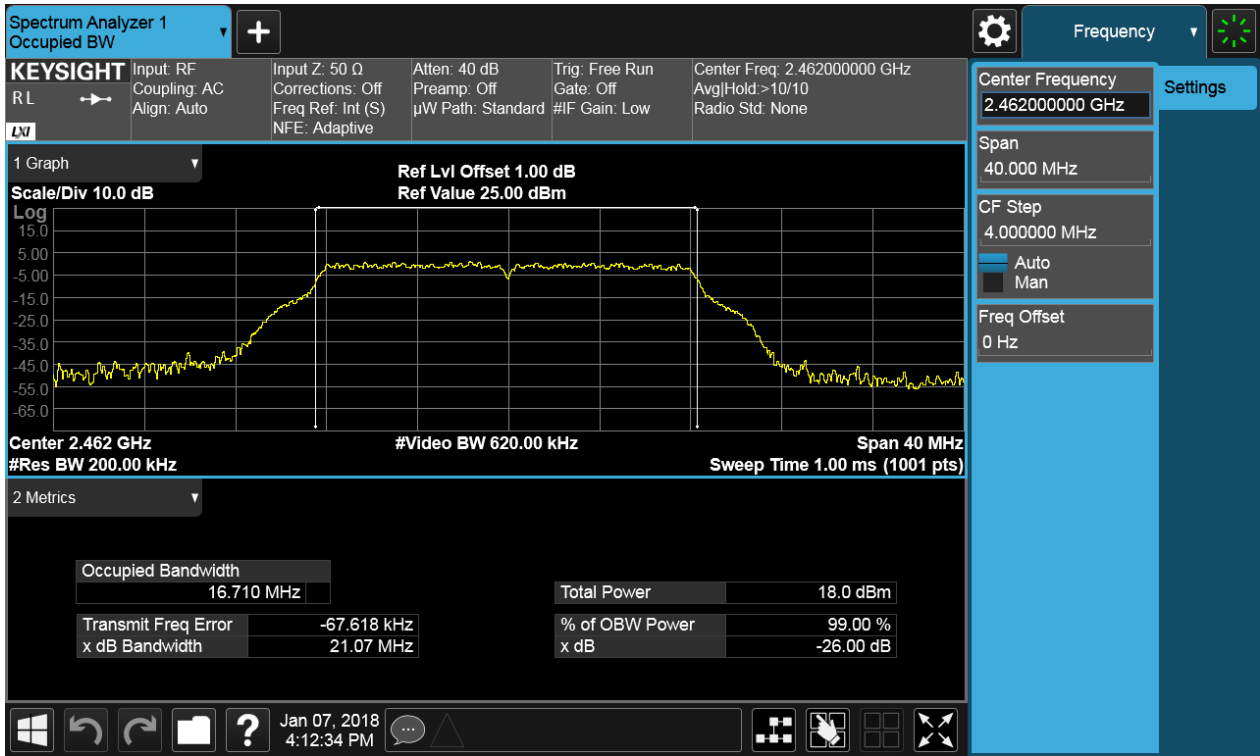 Spectrum Analyzer 1
Occupied BW
+
Frequency
KEYSIGHT
RL
LXI
Input: RF
Coupling: AC
Align: Auto
Input Z: 50 Ω
Corrections: Off
Freq Ref: Int (S)
NFE: Adaptive
Atten: 40 dB
Preamp: Off
µW Path: Standard
Trig: Free Run
Gate: Off
#IF Gain: Low
Center Freq: 2.462000000 GHz
Avg|Hold:>10/10
Radio Std: None
Center Frequency
2.462000000 GHz
Settings
Span
40.000 MHz
CF Step
4.000000 MHz
Auto
Man
Freq Offset
0 Hz
1 Graph
Ref Lvl Offset 1.00 dB
Scale/Div 10.0 dB
Ref Value 25.00 dBm
Log
15.0
5.00
-5.00
-15.0
-25.0
-35.0
-45.0
-55.0
-65.0
Center 2.462 GHz
#Video BW 620.00 kHz
Span 40 MHz
#Res BW 200.00 kHz
Sweep Time 1.00 ms (1001 pts)
2 Metrics
Occupied Bandwidth
16.710 MHz
Total Power 18.0 dBm
Transmit Freq Error -67.618 kHz
% of OBW Power 99.00 %
x dB Bandwidth 21.07 MHz
x dB -26.00 dB
?
Jan 07, 2018
4:12:34 PM